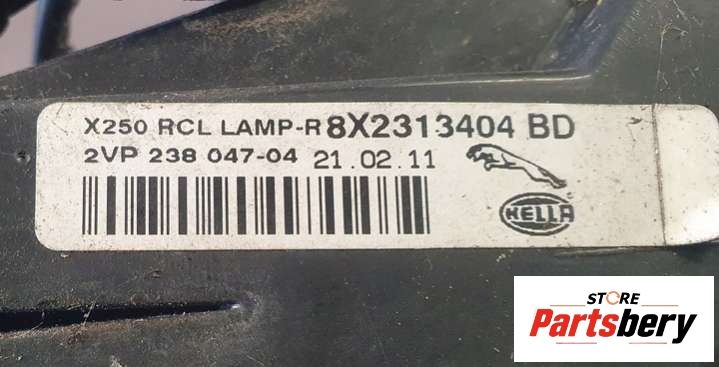 X250 RCL LAMP-R 8X2313404 BD
2VP 238 047-04 21.02.11
HELLA
STORE
Partsbery